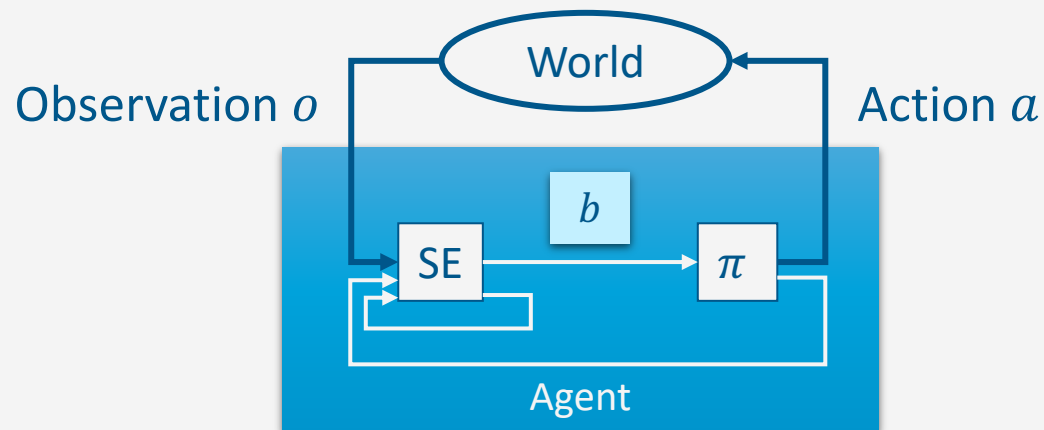 World
Observation o
Action a
b
SE
π
Agent